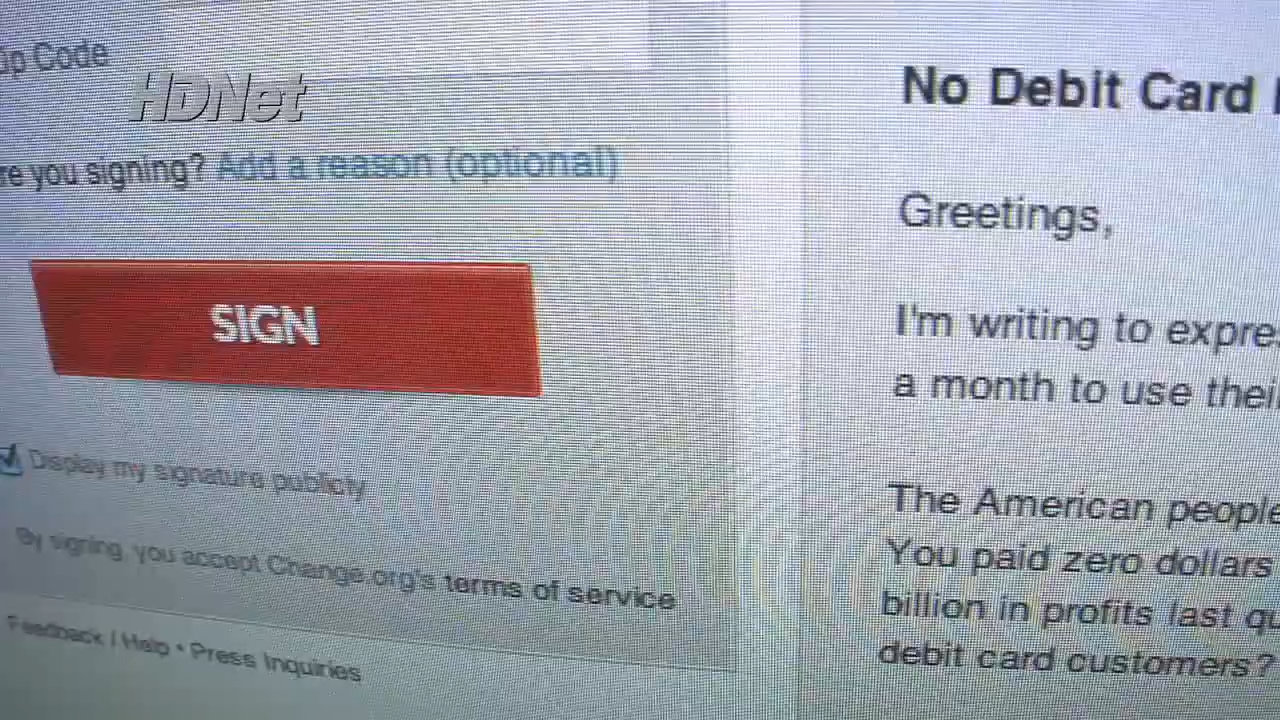 Code
HDNet
you signing? Add a reason (optional)
SIGN
Display my signature publicly
By signing, you accept Change.org's terms of service
Feedback | Help • Press Inquiries
No Debit Card
Greetings,
I'm writing to expre
a month to use thei
The American people
You paid zero dollars
billion in profits last qu
debit card customers?